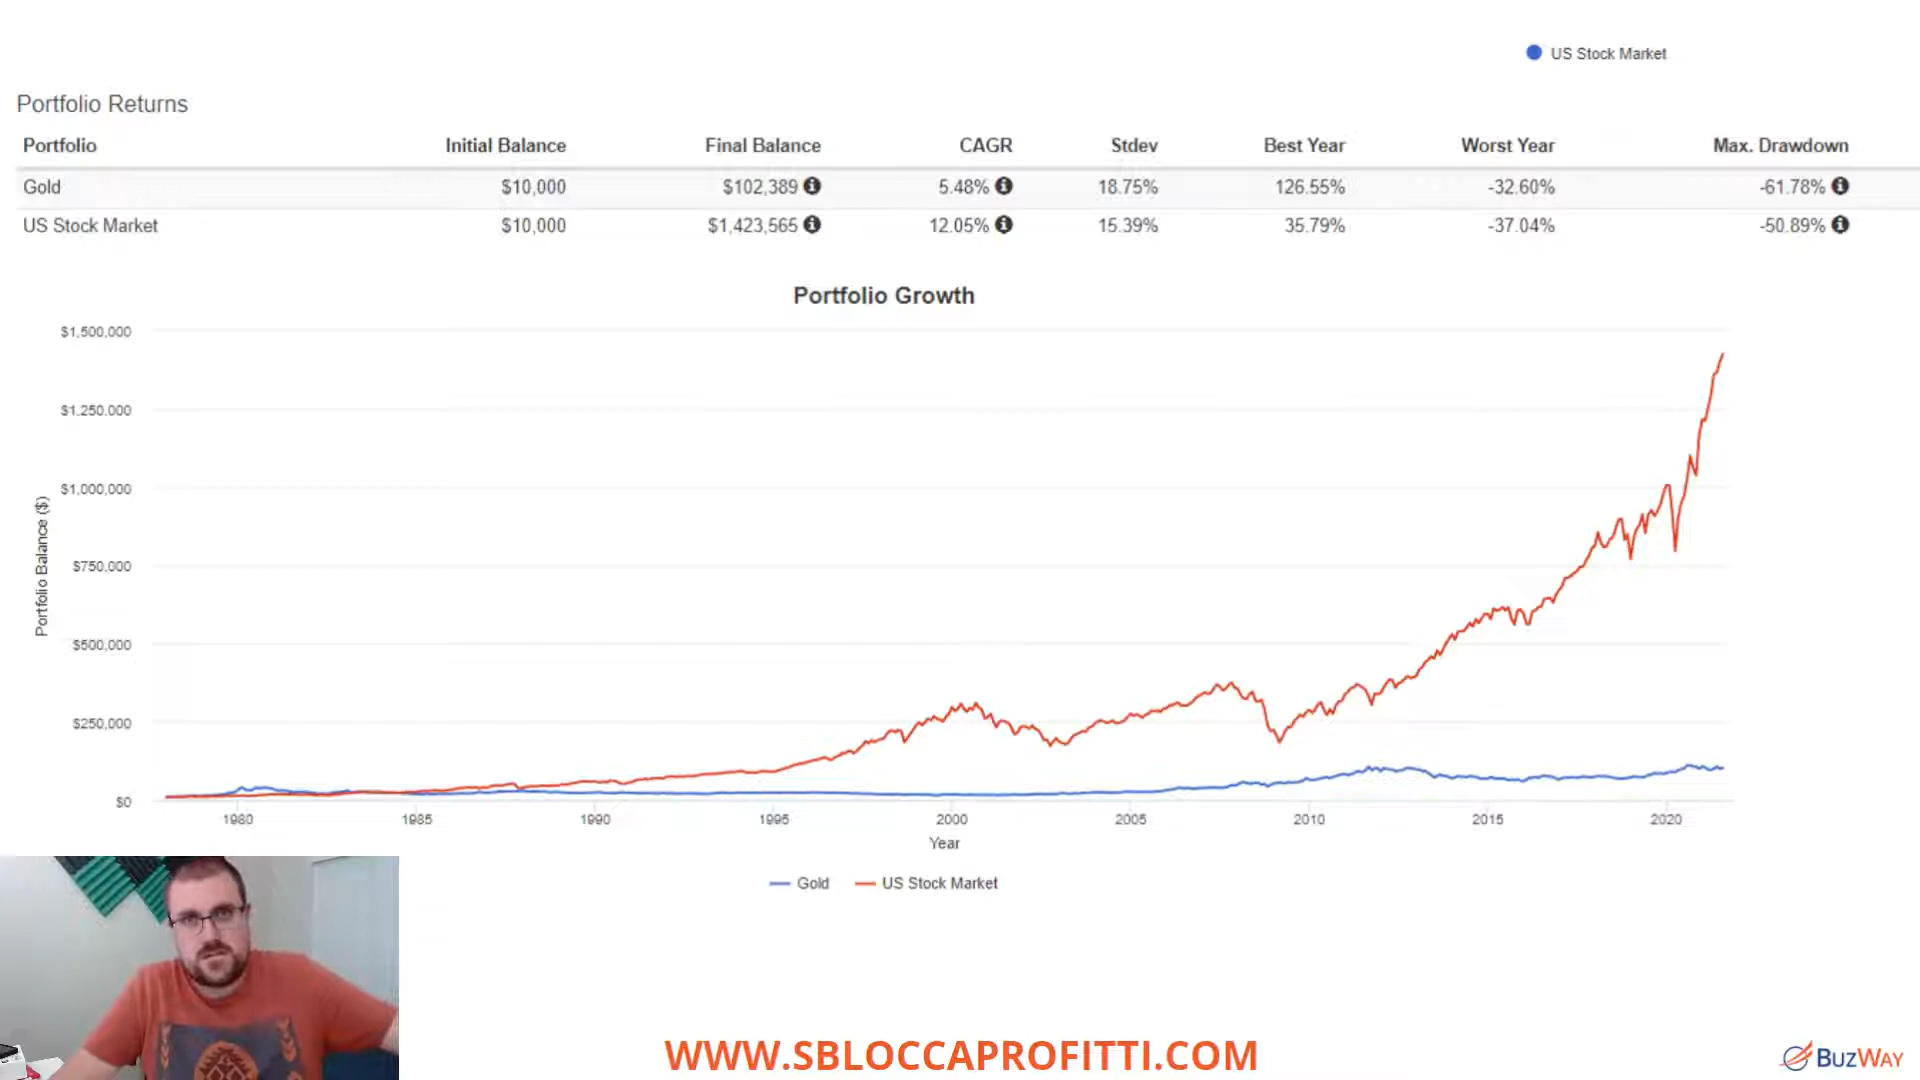 US Stock Market
Portfolio Returns
Portfolio Initial Balance Final Balance CAGR Stdev Best Year Worst Year Max. Drawdown
Gold $10,000 $102,389 5.48% 18.75% 126.55% -32.60% -61.78%
US Stock Market $10,000 $1,423,565 12.05% 15.39% 35.79% -37.04% -50.89%
Portfolio Growth
$1,500,000
$1,250,000
$1,000,000
$750,000
$500,000
$250,000
$0
Portfolio Balance ($)
1980 1985 1990 1995 2000 2005 2010 2015 2020
Year
Gold US Stock Market
WWW.SBLOCCAPROFITTI.COM
BUZWAY